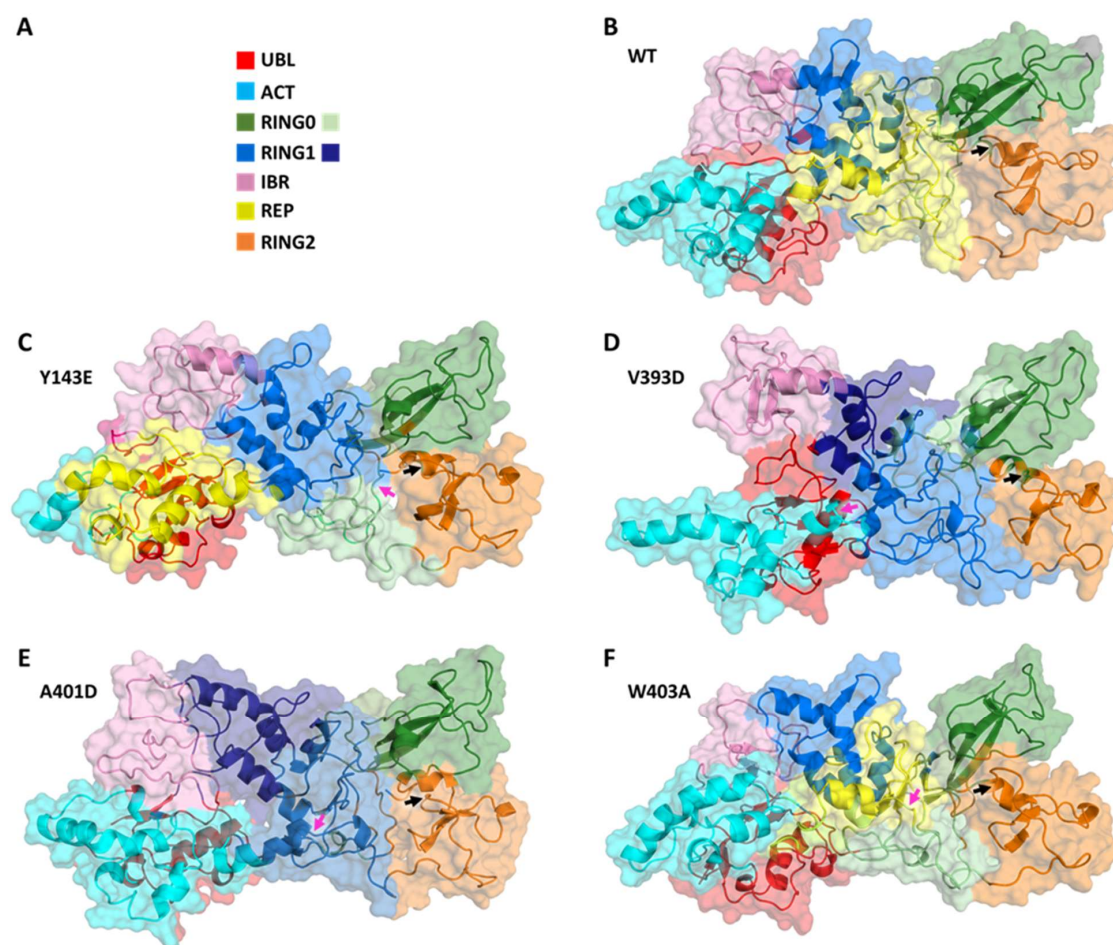 A
UBL
ACT
RING0
RING1
IBR
REP
RING2
B
WT
C
Y143E
D
V393D
E
A401D
F
W403A